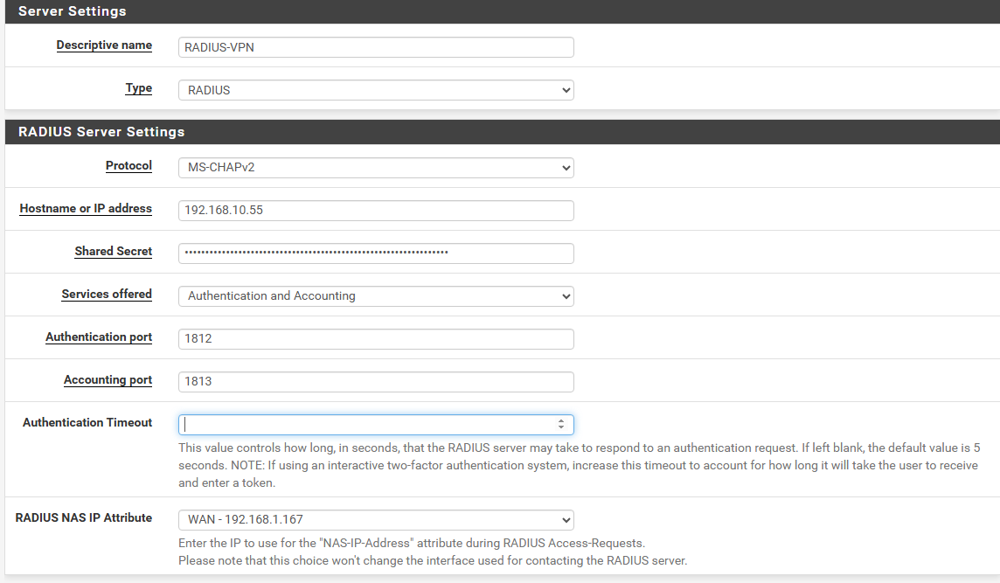 Server Settings
Descriptive name
RADIUS-VPN
Type
RADIUS
RADIUS Server Settings
Protocol
MS-CHAPv2
Hostname or IP address
192.168.10.55
Shared Secret
••••••••••••••••••••••••••••••••••••••••••••••••••••••••••••••••
Services offered
Authentication and Accounting
Authentication port
1812
Accounting port
1813
Authentication Timeout
This value controls how long, in seconds, that the RADIUS server may take to respond to an authentication request. If left blank, the default value is 5
seconds. NOTE: If using an interactive two-factor authentication system, increase this timeout to account for how long it will take the user to receive
and enter a token.
RADIUS NAS IP Attribute
WAN - 192.168.1.167
Enter the IP to use for the "NAS-IP-Address" attribute during RADIUS Access-Requests.
Please note that this choice won't change the interface used for contacting the RADIUS server.